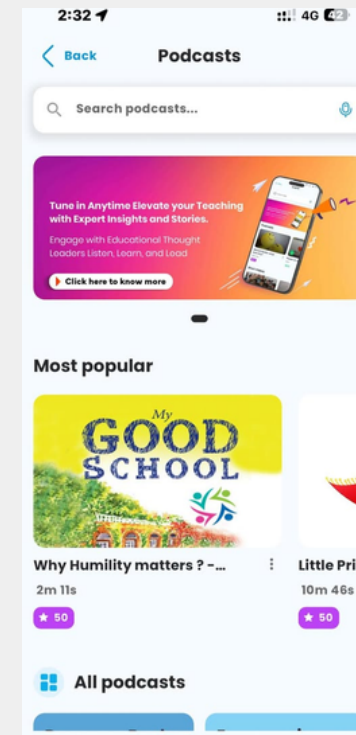 2:32
4G 42
Back
Podcasts
Search podcasts...
Tune in Anytime Elevate your Teaching
with Expert Insights and Stories.
Engage with Educational Thought
Leaders Listen, Learn, and Lead
Click here to know more
Most popular
My
GOOD
SCHOOL
Why Humility matters ? -...
2m 11s
50
Little Pri
10m 46s
50
All podcasts